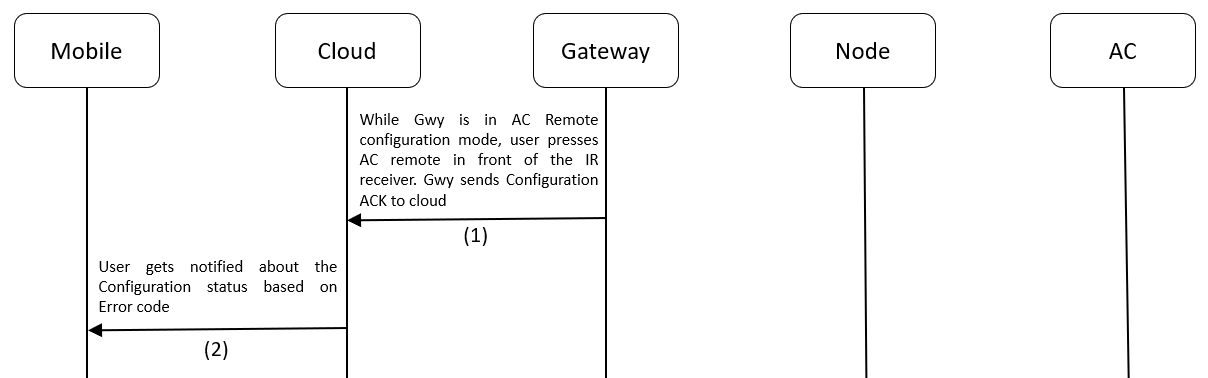 Mobile
Cloud
Gateway
Node
AC
While Gwy is in AC Remote
configuration mode, user presses
AC remote in front of the IR
receiver. Gwy sends Configuration
ACK to cloud
(1)
User gets notified about the
Configuration status based on
Error code
(2)